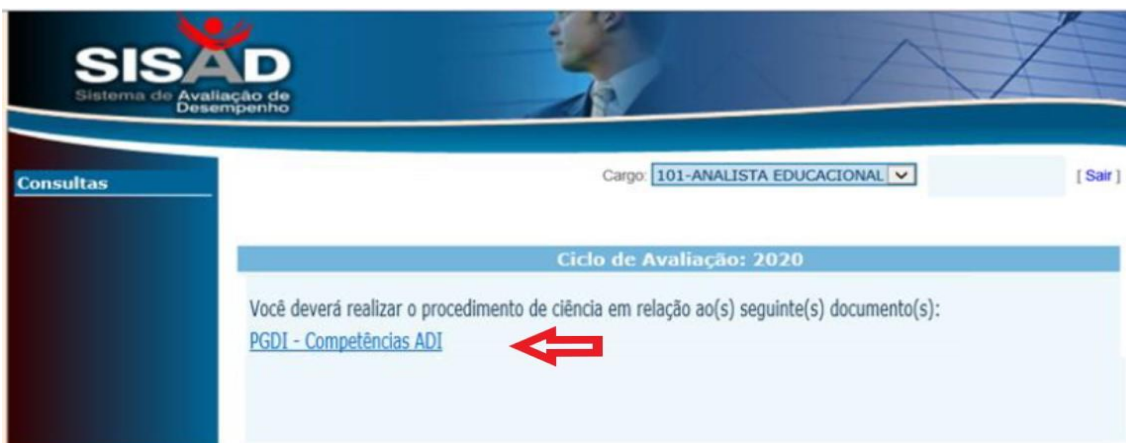 SISAD
Sistema de Avaliação de
Desempenho
Consultas
Cargo: 101-ANALISTA EDUCACIONAL
[ Sair ]
Ciclo de Avaliação: 2020
Você deverá realizar o procedimento de ciência em relação ao(s) seguinte(s) documento(s):
PGDI - Competências ADI